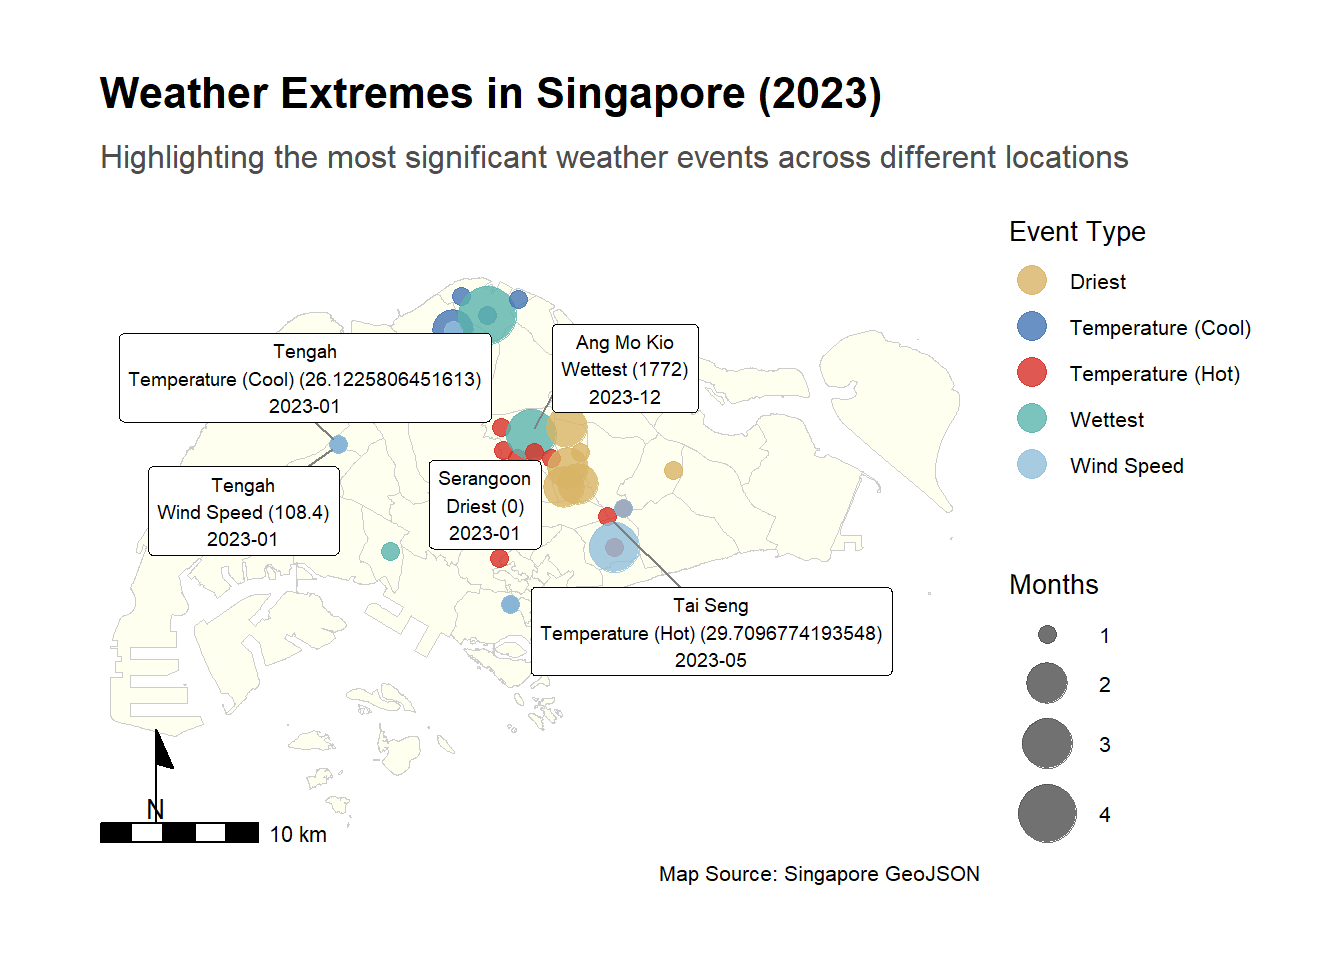 Weather Extremes in Singapore (2023)
Highlighting the most significant weather events across different locations
Event Type
Driest
Temperature (Cool)
Temperature (Hot)
Wettest
Wind Speed
Tengah
Temperature (Cool) (26.1225806451613)
2023-01
Ang Mo Kio
Wettest (1772)
2023-12
Tengah
Wind Speed (108.4)
2023-01
Serangoon
Driest (0)
2023-01
Tai Seng
Temperature (Hot) (29.7096774193548)
2023-05
Months
1
2
3
4
N
10 km
Map Source: Singapore GeoJSON